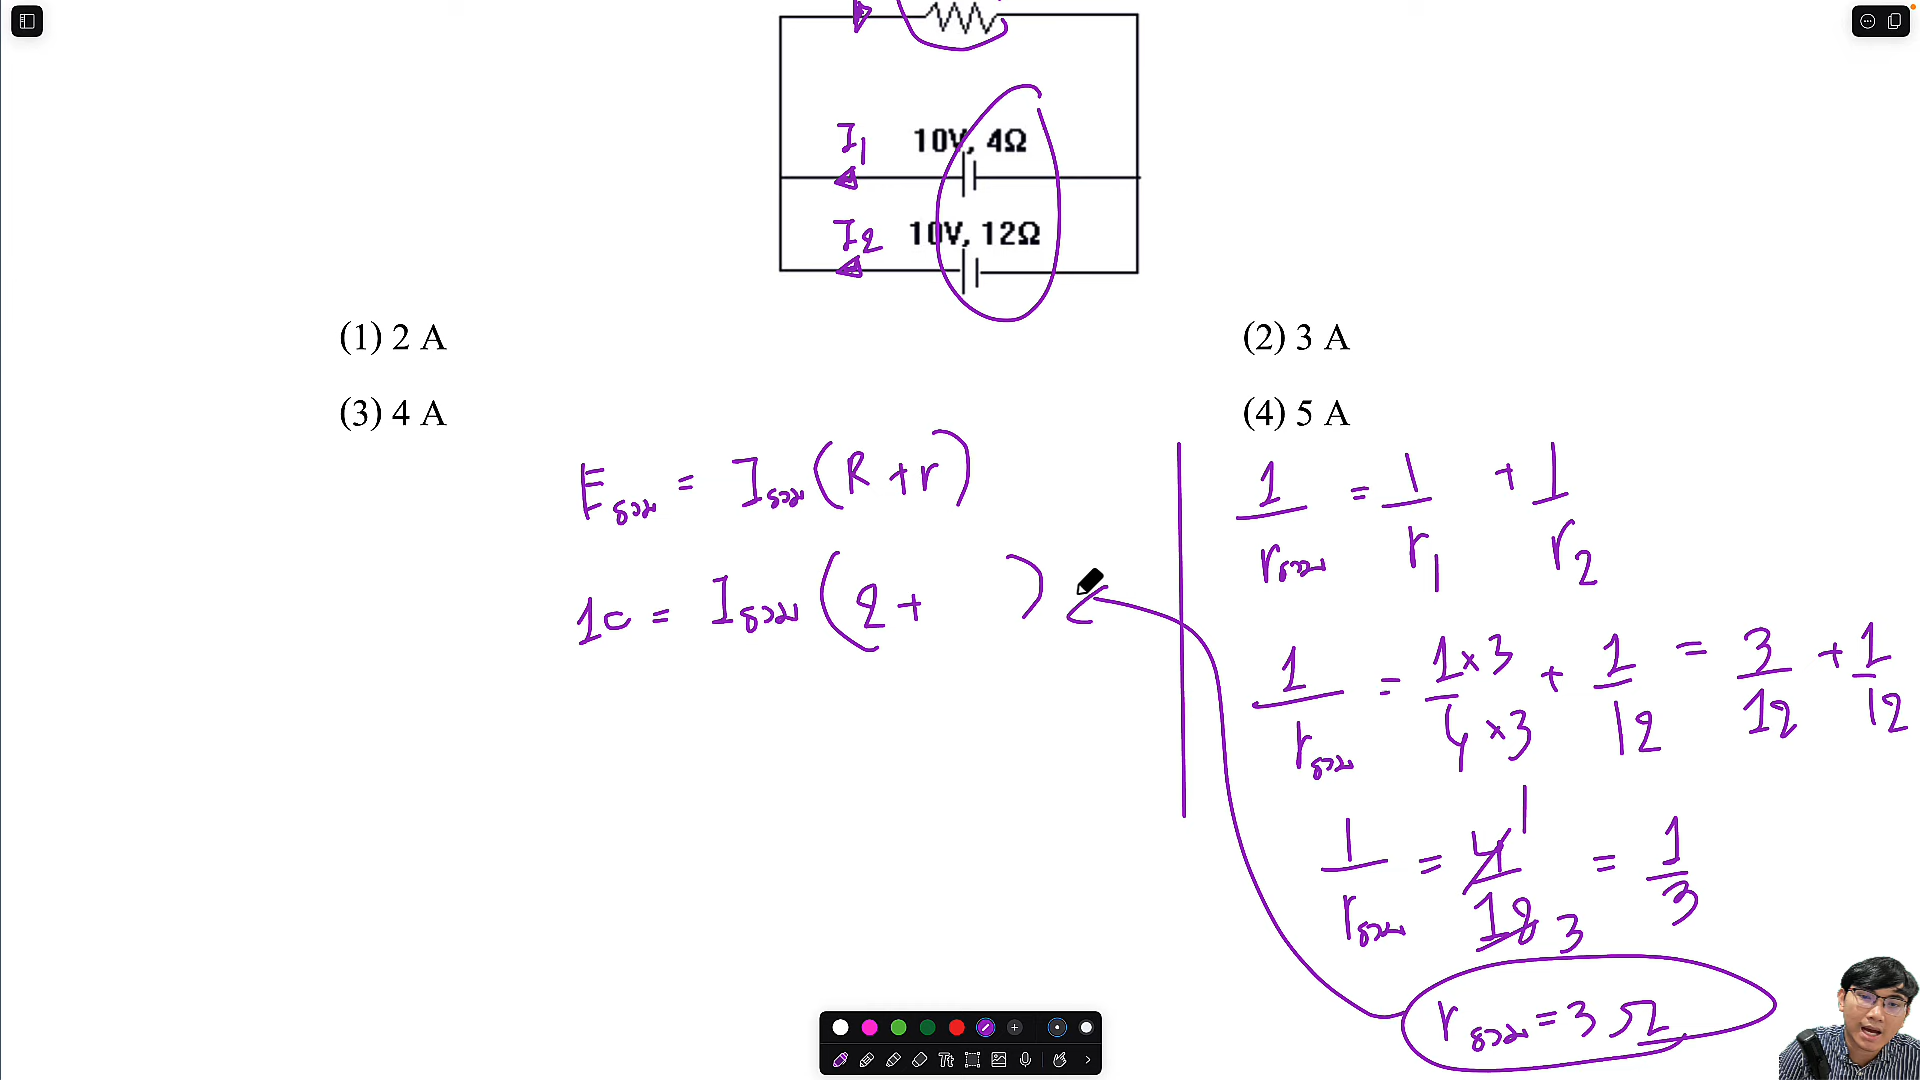 I1
10V, 4Ω
I2
10V, 12Ω
(1) 2 A
(2) 3 A
(3) 4 A
(4) 5 A
Eรวม = Iรวม (R + r)
10 = Iรวม (2 + )
1/rรวม = 1/r1 + 1/r2
1/rรวม = 1×3/4×3 + 1/12 = 3/12 + 1/12
1/rรวม = 4 1/12 3 = 1/3
rรวม = 3 Ω
Tт